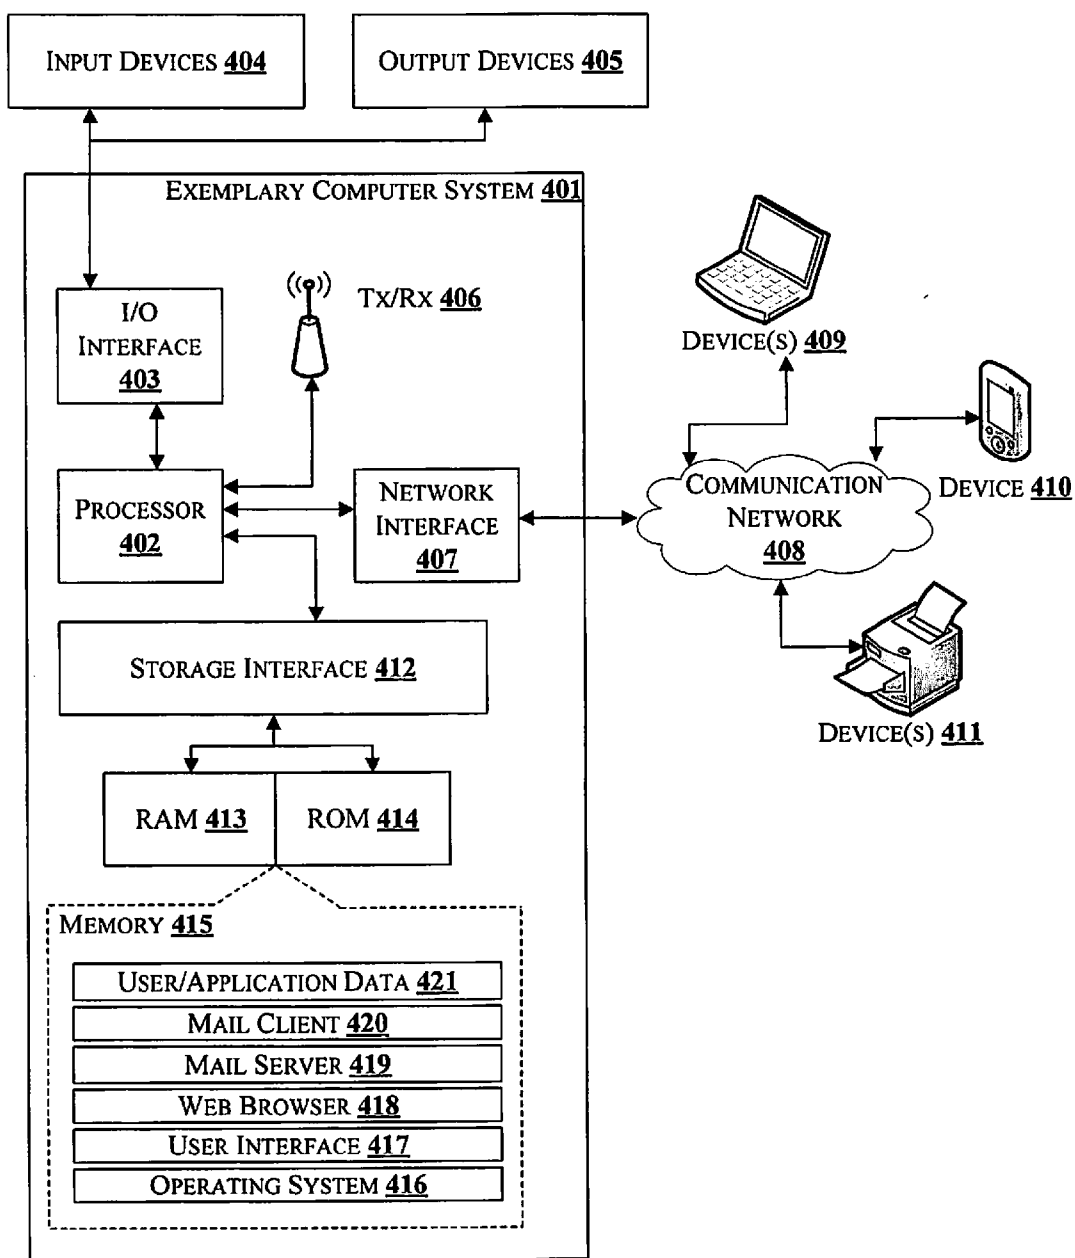 INPUT DEVICES 404
OUTPUT DEVICES 405
EXEMPLARY COMPUTER SYSTEM 401
I/O
INTERFACE
403
TX/RX 406
DEVICE(S) 409
PROCESSOR
402
NETWORK
INTERFACE
407
COMMUNICATION
NETWORK
408
DEVICE 410
STORAGE INTERFACE 412
DEVICE(S) 411
RAM 413
ROM 414
MEMORY 415
USER/APPLICATION DATA 421
MAIL CLIENT 420
MAIL SERVER 419
WEB BROWSER 418
USER INTERFACE 417
OPERATING SYSTEM 416